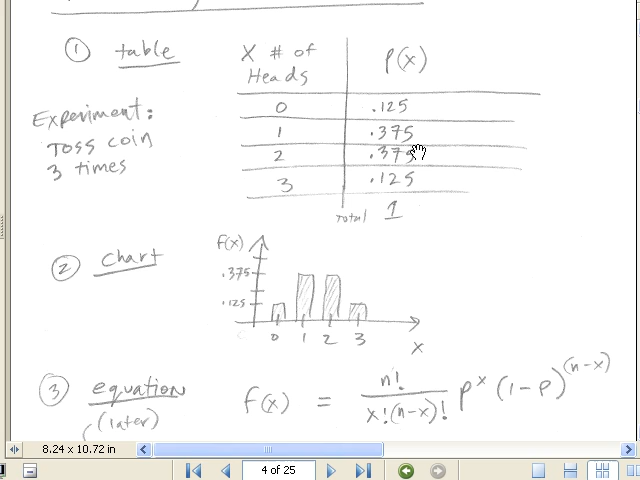 ① table
X # of Heads P(x)
Experiment:
Toss coin
3 times
0 .125
1 .375
2 .375
3 .125
Total 1
② chart
f(x)
.375
.125
0 1 2 3
X
③ equation
(later)
f(x) = n! / x!(n-x)! p^x (1-p)^(n-x)
8.24 x 10.72 in
4 of 25